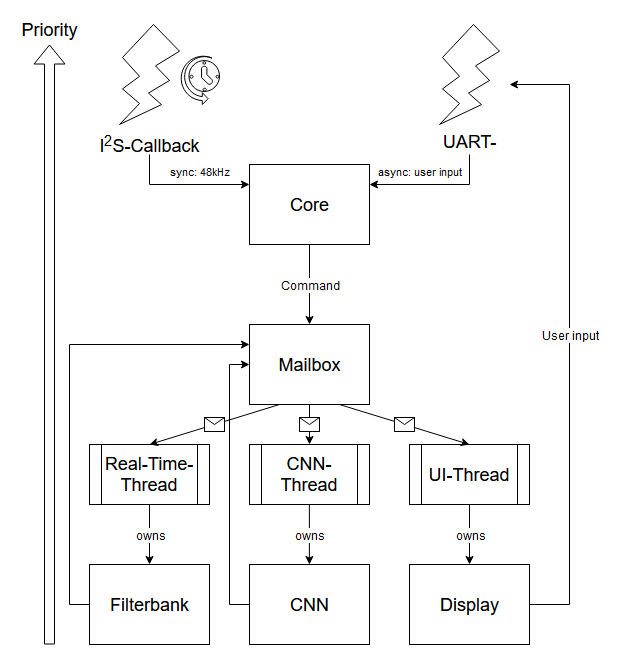 Priority
I²S-Callback
UART-
sync: 48kHz
async: user input
Core
Command
User input
Mailbox
Real-Time-
Thread
CNN-
Thread
UI-Thread
owns
owns
owns
Filterbank
CNN
Display